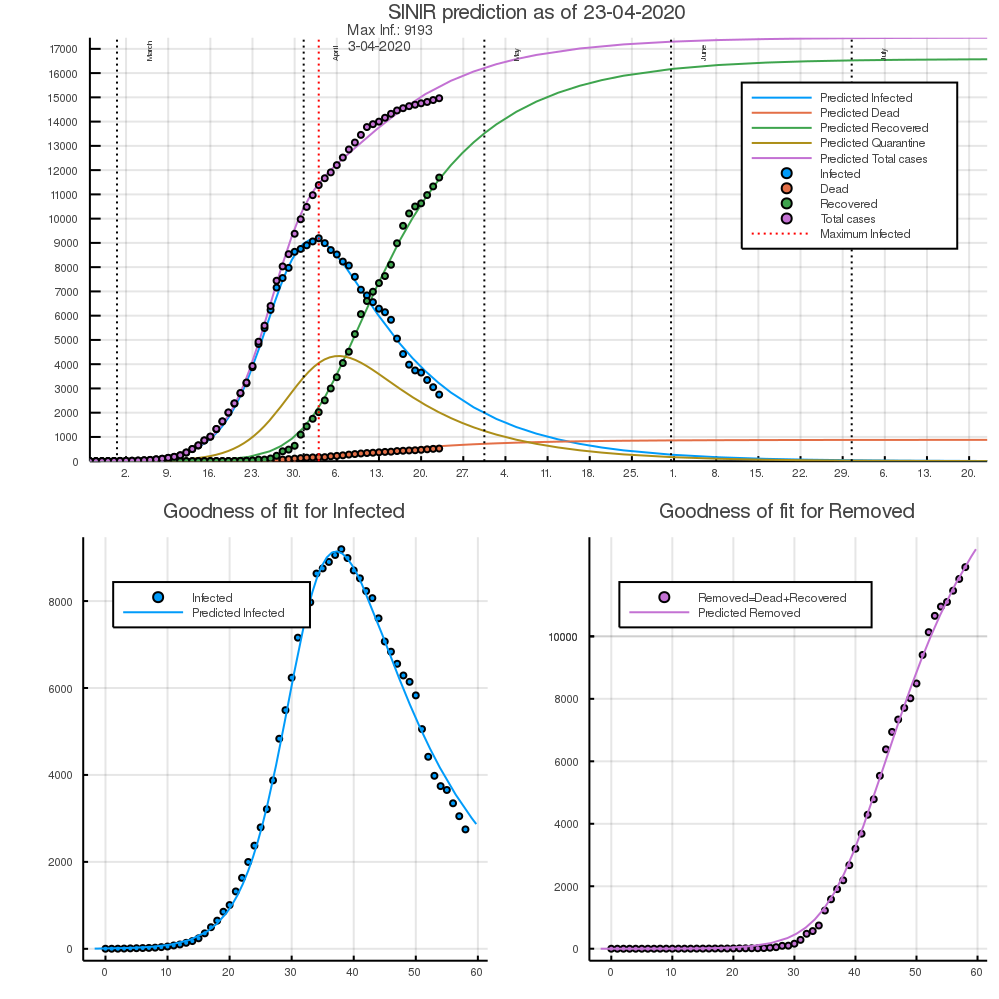 SINIR prediction as of 23-04-2020
Max Inf.: 9193
3-04-2020
March
April
May
June
July
17000
16000
15000
14000
13000
12000
11000
10000
9000
8000
7000
6000
5000
4000
3000
2000
1000
0
Predicted Infected
Predicted Dead
Predicted Recovered
Predicted Quarantine
Predicted Total cases
Infected
Dead
Recovered
Total cases
Maximum Infected
2. 9. 16. 23. 30. 6. 13. 27. 4. 11. 18. 25. 1. 8. 15. 22. 29. 6. 13. 20.
Goodness of fit for Infected
Infected
Predicted Infected
8000
6000
4000
2000
0
0 10 20 30 40 50 60
Goodness of fit for Removed
Removed=Dead+Recovered
Predicted Removed
10000
8000
6000
4000
2000
0
0 10 20 30 40 50 60